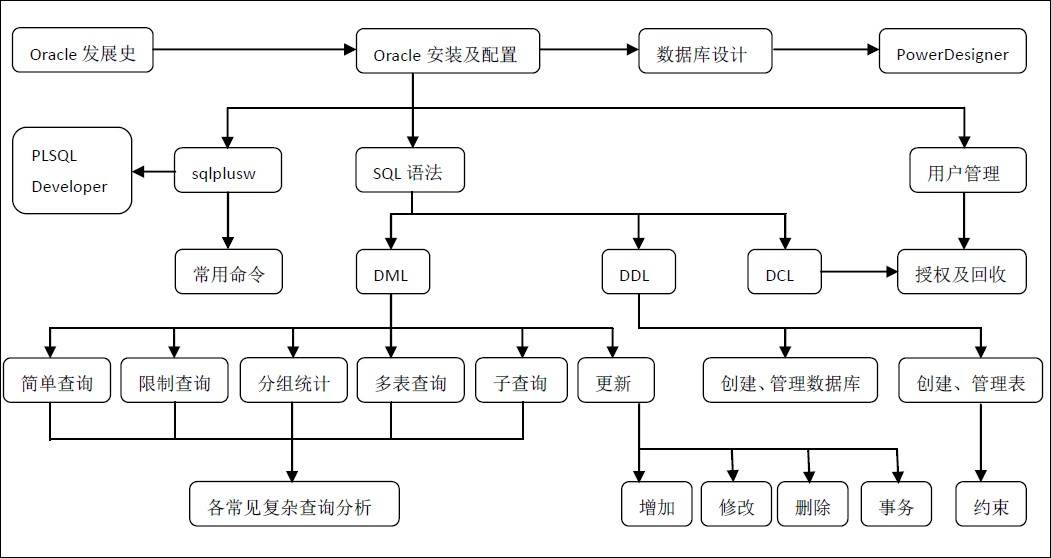 Oracle 发展史
Oracle 安装及配置
数据库设计
PowerDesigner
PLSQL
Developer
sqlplusw
SQL 语法
用户管理
常用命令
DML
DDL
DCL
授权及回收
简单查询
限制查询
分组统计
多表查询
子查询
更新
创建、管理数据库
创建、管理表
各常见复杂查询分析
增加
修改
删除
事务
约束